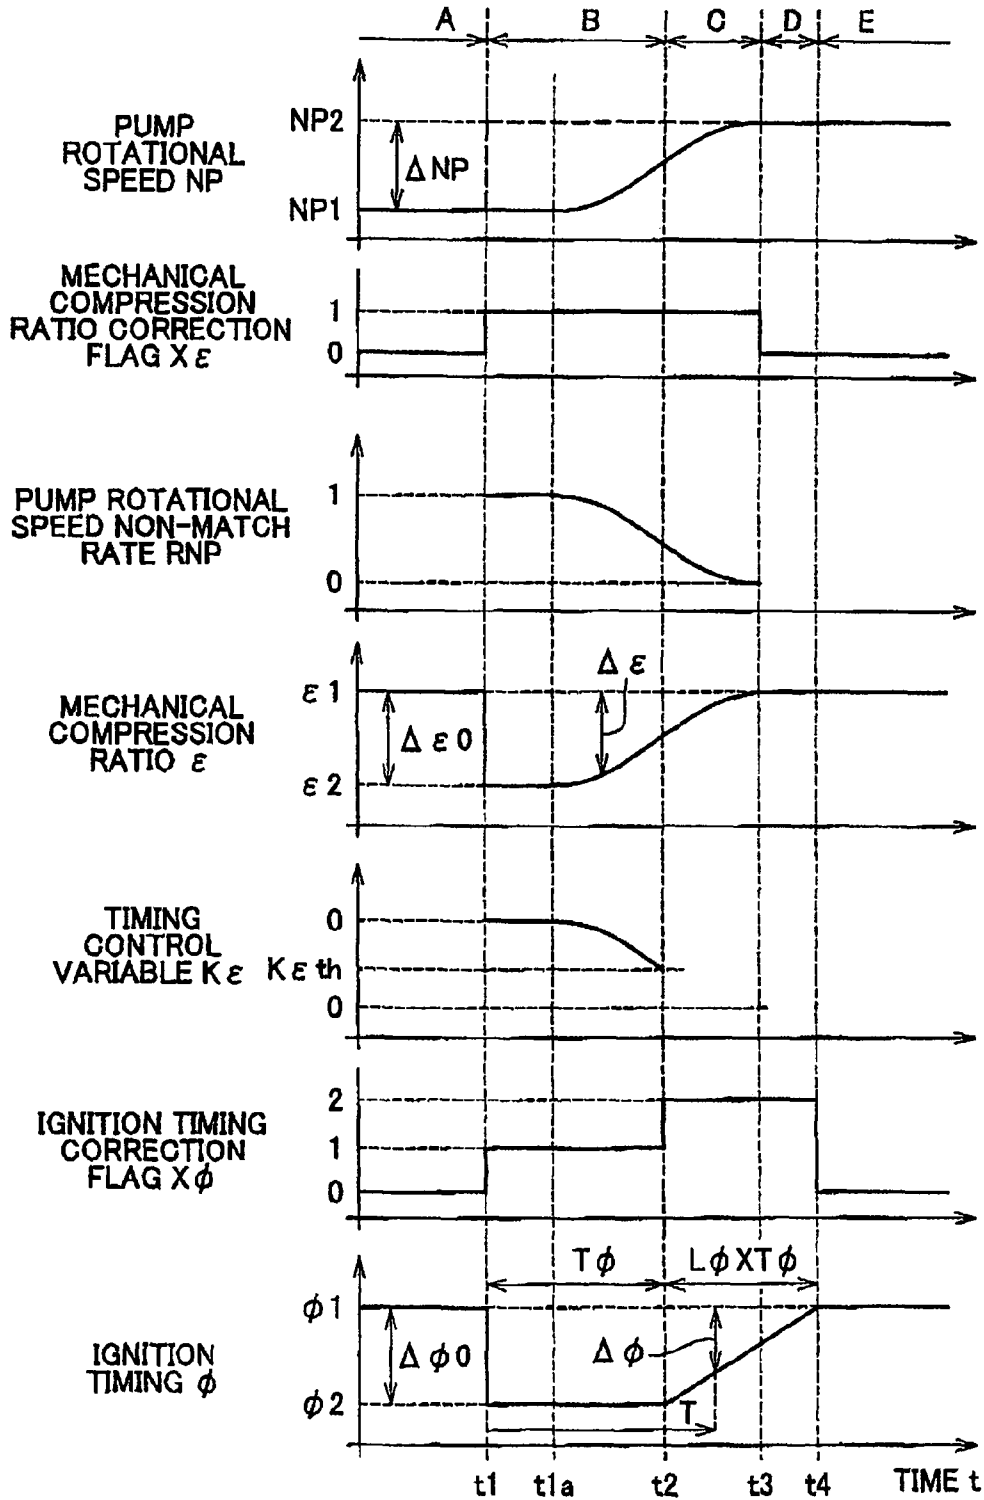 A B C D E
PUMP
ROTATIONAL
SPEED NP
NP2
ΔNP
NP1
MECHANICAL
COMPRESSION
RATIO CORRECTION
FLAG Xε
1
0
PUMP ROTATIONAL
SPEED NON-MATCH
RATE RNP
1
0
MECHANICAL
COMPRESSION
RATIO ε
ε1
Δε
Δε0
ε2
TIMING
CONTROL
VARIABLE Kε
0
Kεth
0
IGNITION TIMING
CORRECTION
FLAG Xφ
2
1
0
IGNITION
TIMING φ
Tφ LφXTφ
φ1
Δφ0 Δφ
φ2
T
t1 t1a t2 t3 t4 TIME t